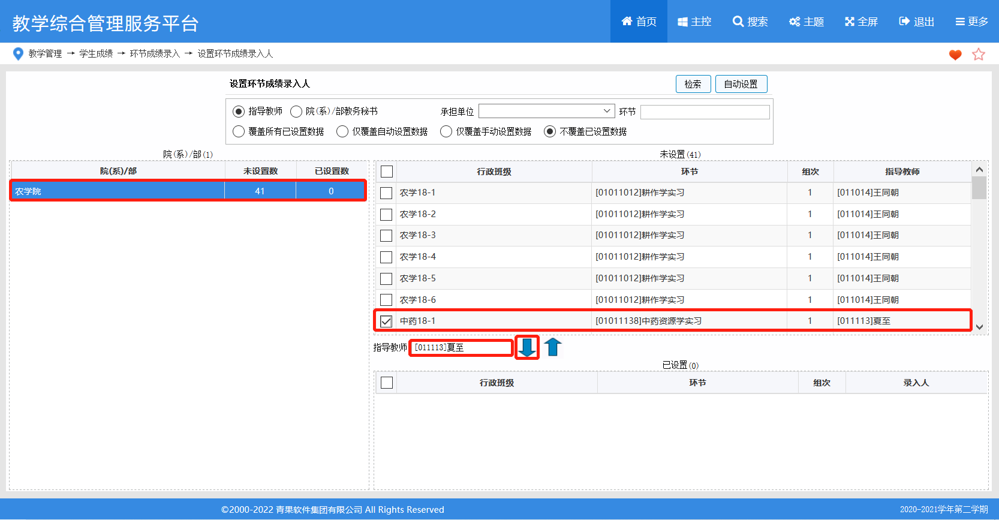 教学综合管理服务平台
首页 主控 搜索 主题 全屏 退出 更多
教学管理 → 学生成绩 → 环节成绩录入 → 设置环节成绩录入人
设置环节成绩录入人
检索 自动设置
指导教师 院(系)/部教务秘书 承担单位 环节
覆盖所有已设置数据 仅覆盖自动设置数据 仅覆盖手动设置数据 不覆盖已设置数据
院(系)/部(1)
院(系)/部 未设置数 已设置数
农学院 41 0
未设置(41)
行政班级 环节 组次 指导教师
农学18-1 [01011012]耕作学实习 1 [011014]王同朝
农学18-2 [01011012]耕作学实习 1 [011014]王同朝
农学18-3 [01011012]耕作学实习 1 [011014]王同朝
农学18-4 [01011012]耕作学实习 1 [011014]王同朝
农学18-5 [01011012]耕作学实习 1 [011014]王同朝
农学18-6 [01011012]耕作学实习 1 [011014]王同朝
中药18-1 [01011138]中药资源学实习 1 [011113]夏至
指导教师 [011113]夏至
已设置(0)
行政班级 环节 组次 录入人
©2000-2022 青果软件集团有限公司 All Rights Reserved
2020-2021学年第二学期